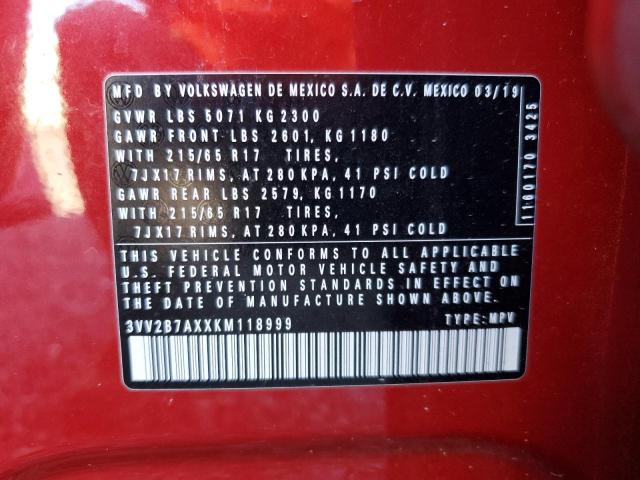 MFD BY VOLKSWAGEN DE MEXICO S.A. DE C.V. MEXICO 03/19
GVWR LBS 5071 KG 2300
GAWR FRONT LBS 2601, KG 1180
WITH 215/65 R17 TIRES,
7JX17 RIMS, AT 280 KPA, 41 PSI COLD
GAWR REAR LBS 2579, KG 1170
WITH 215/65 R17 TIRES,
7JX17 RIMS, AT 280 KPA, 41 PSI COLD
1160170 3425
THIS VEHICLE CONFORMS TO ALL APPLICABLE
U.S. FEDERAL MOTOR VEHICLE SAFETY AND
THEFT PREVENTION STANDARDS IN EFFECT ON
THE DATE OF MANUFACTURE SHOWN ABOVE.
3VV2B7AXXKM118999 TYPE: MPV